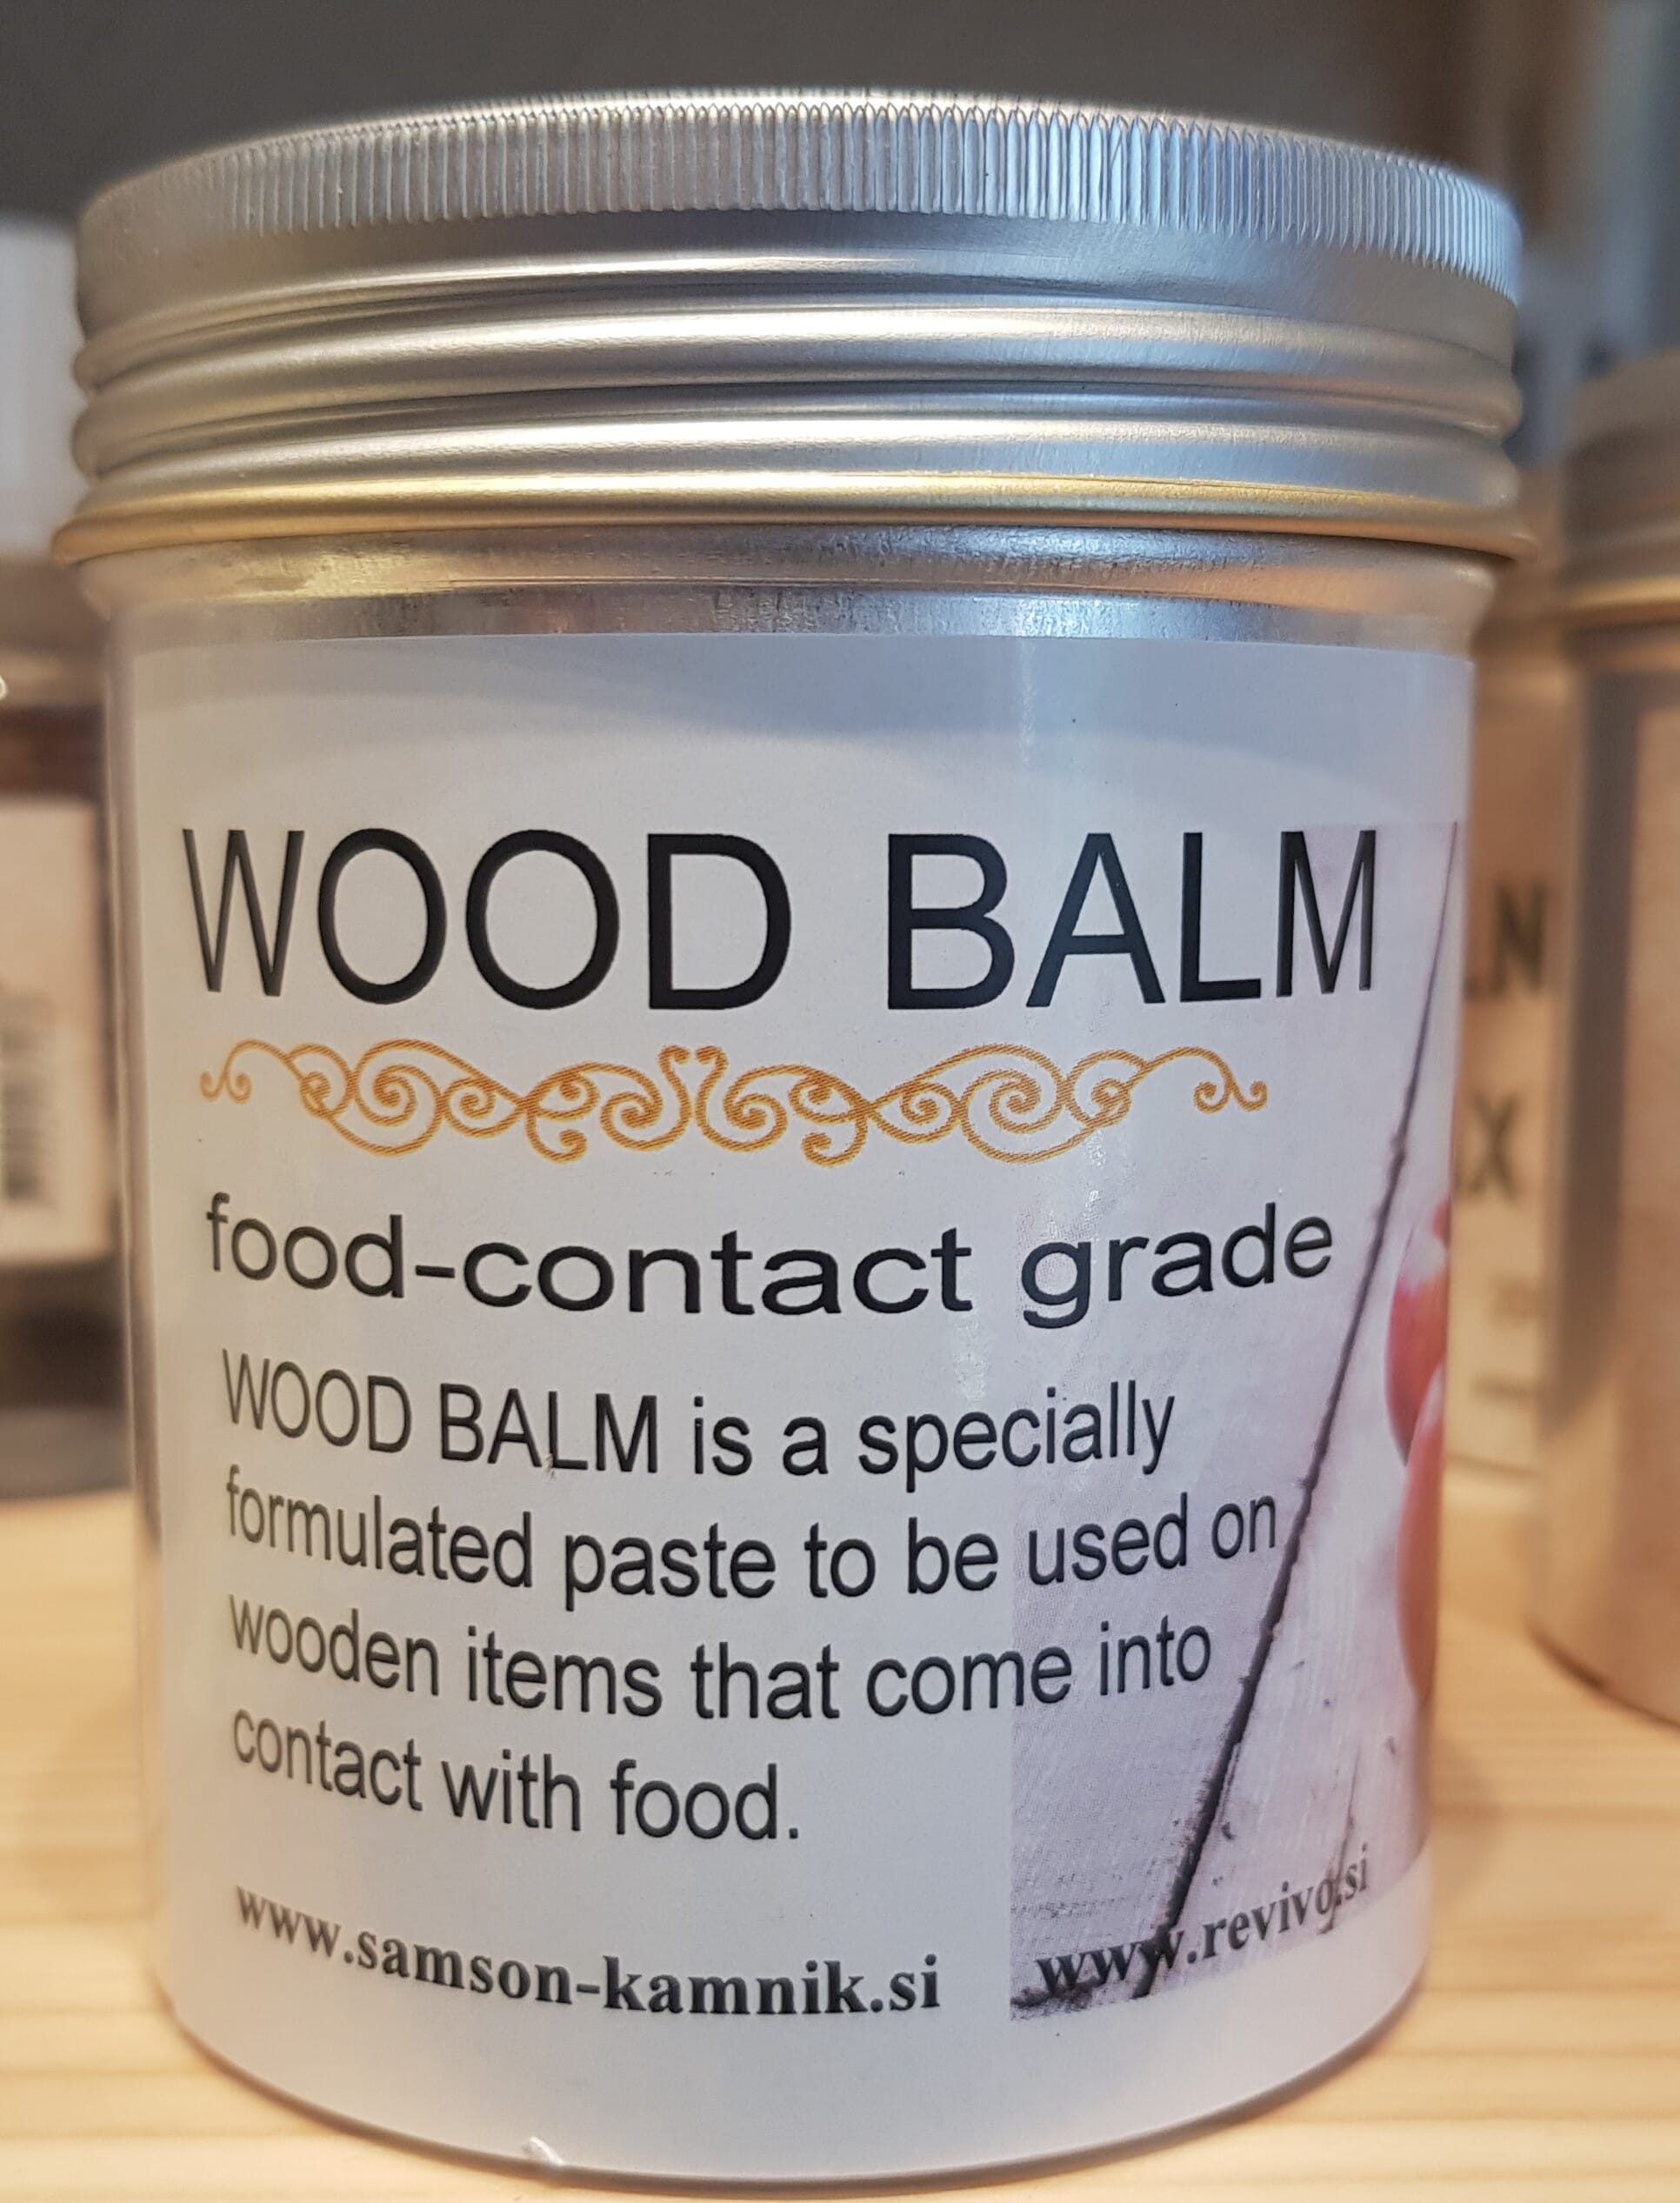 WOOD BALM
food-contact grade
WOOD BALM is a specially
formulated paste to be used on
wooden items that come into
contact with food.
www.samson-kamnik.si www.revivo.si